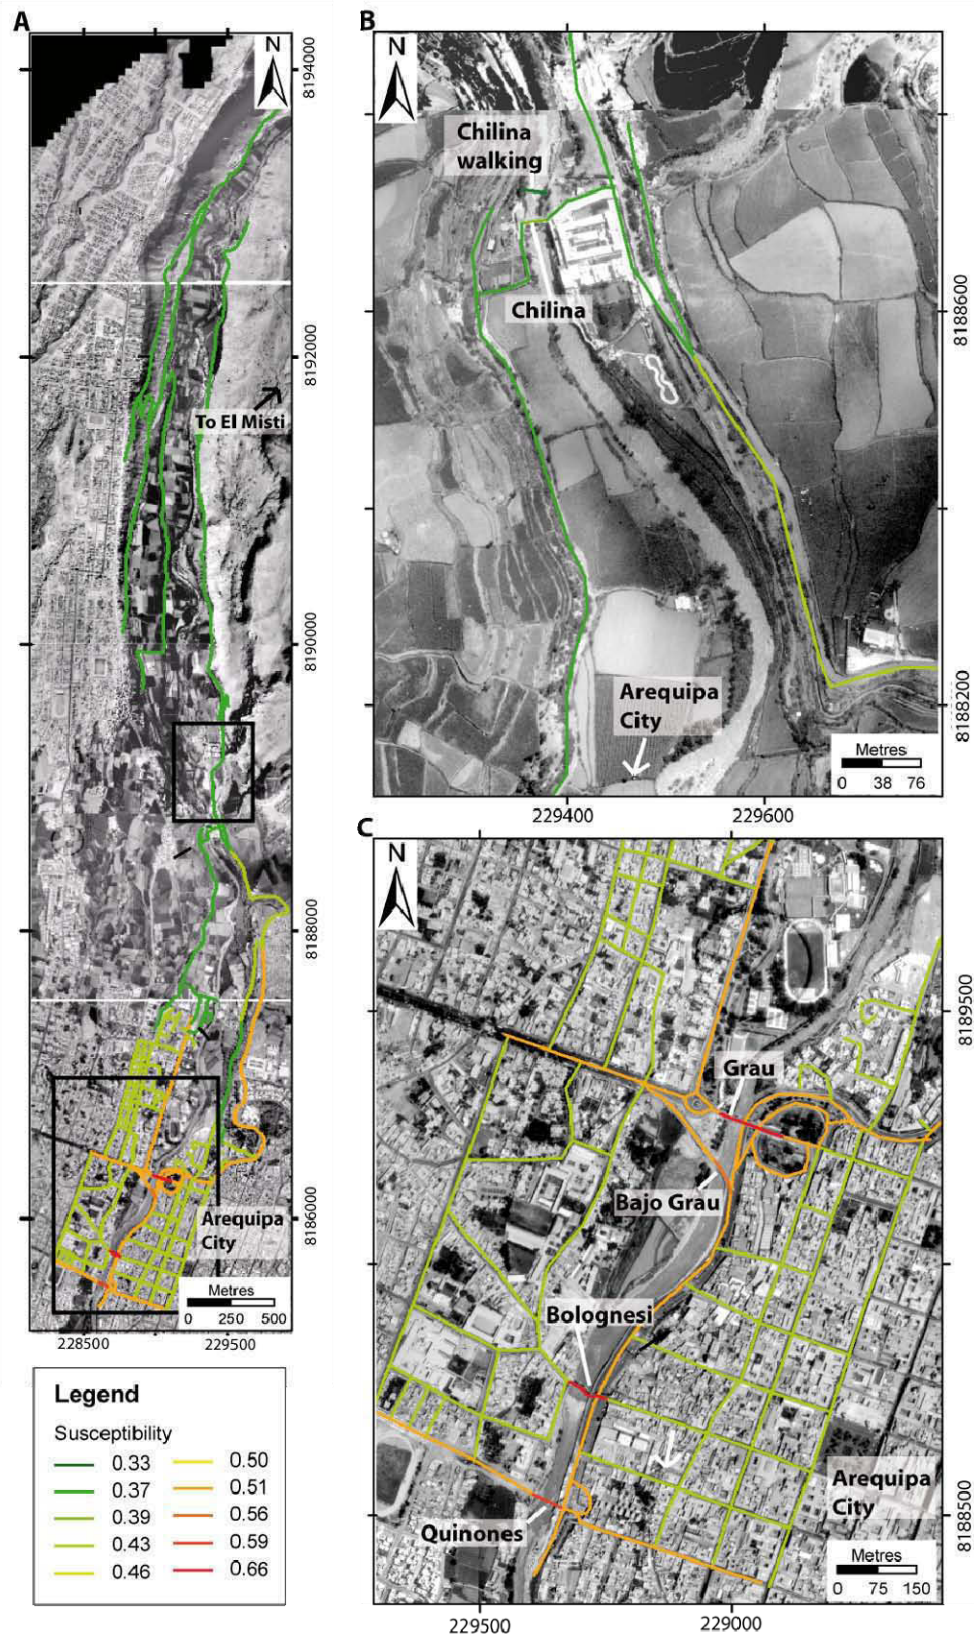 A
N
8194000
8192000
To El Misti
8190000
8188000
8186000
Arequipa
City
Metres
0 250 500
228500 229500
Legend
Susceptibility
0.33 0.50
0.37 0.51
0.39 0.56
0.43 0.59
0.46 0.66
B
N
Chilina
walking
Chilina
8188600
Arequipa
City
8188200
Metres
0 38 76
229400 229600
C
N
8189500
Grau
Bajo Grau
Bolognesi
Arequipa
City
8188500
Quinones
Metres
0 75 150
229500 229000